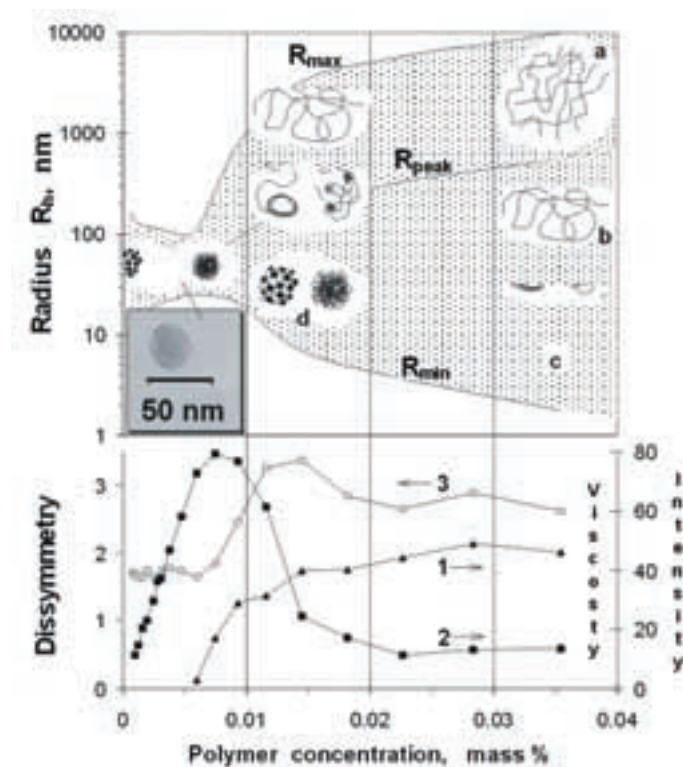 10000
1000
100
10
1
Radius Rₕ, nm
Rmax
a
Rpeak
b
d
Rmin
c
50 nm
3
2
1
0
Dissymmetry
3
1
2
80
60
40
20
0
Viscosty
Intensity
0
0.01
0.02
0.03
0.04
Polymer concentration, mass %